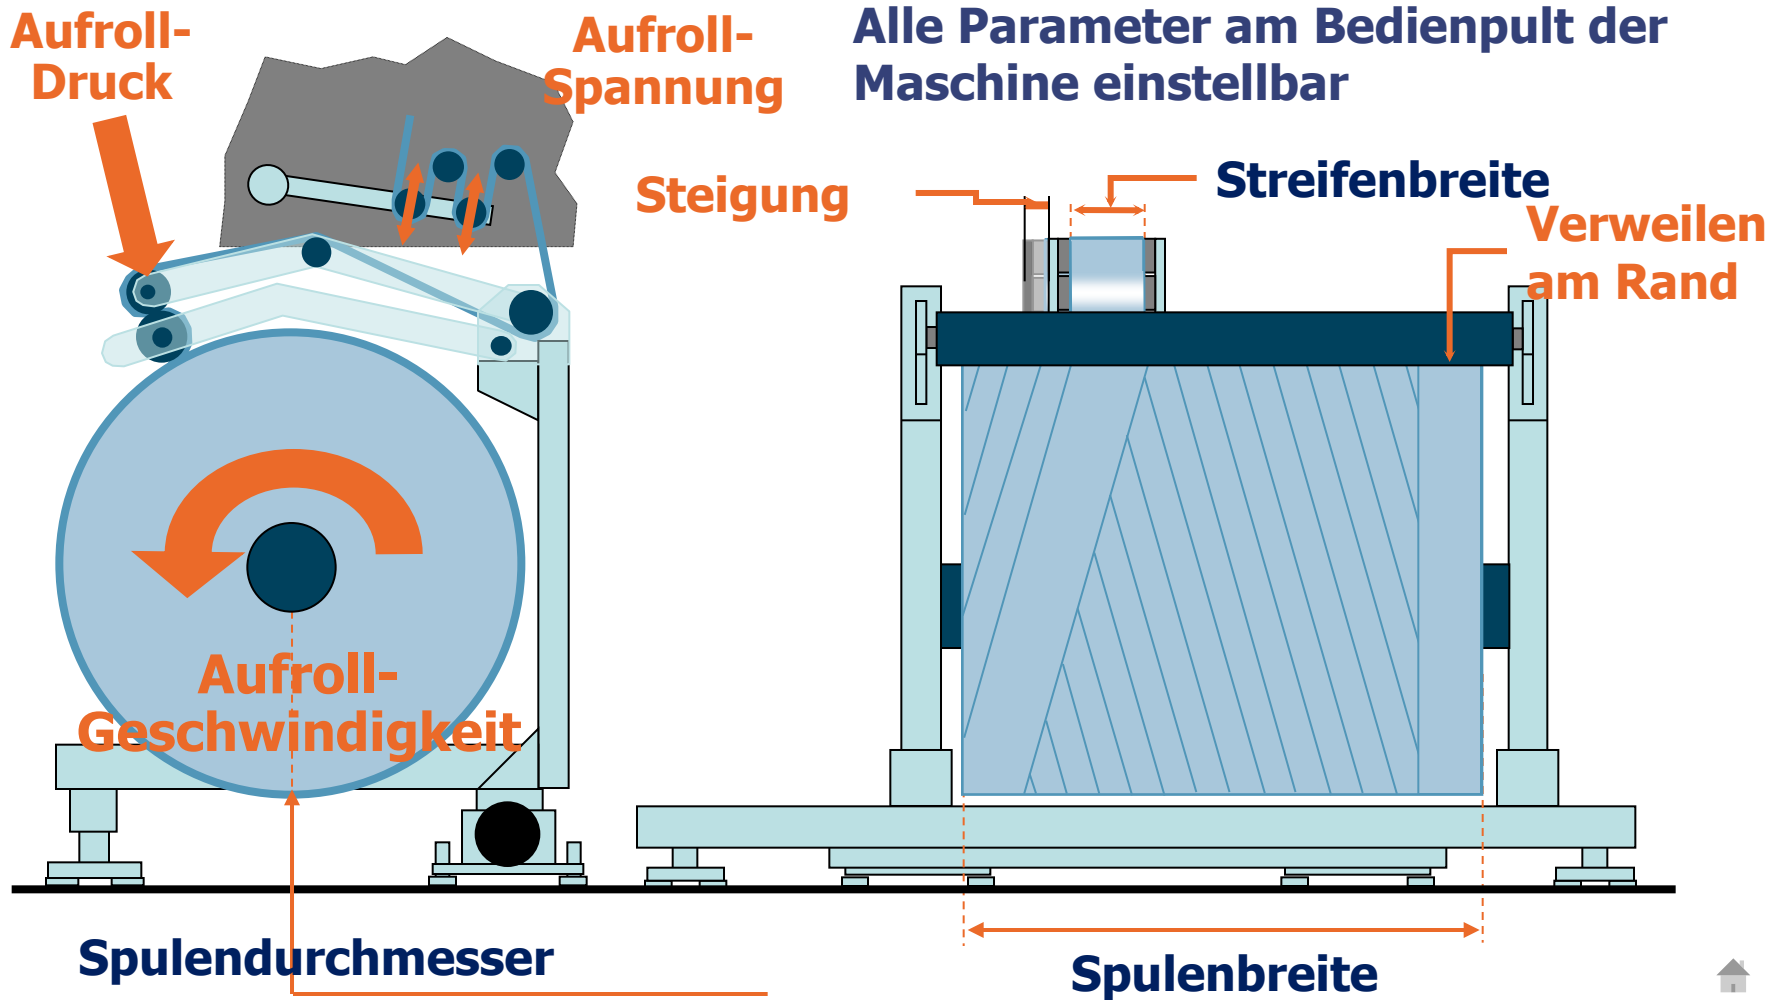 Aufroll-
Druck
Aufroll-
Spannung
Alle Parameter am Bedienpult der
Maschine einstellbar
Steigung
Streifenbreite
Verweilen
am Rand
Aufroll-
Geschwindigkeit
Spulendurchmesser
Spulenbreite